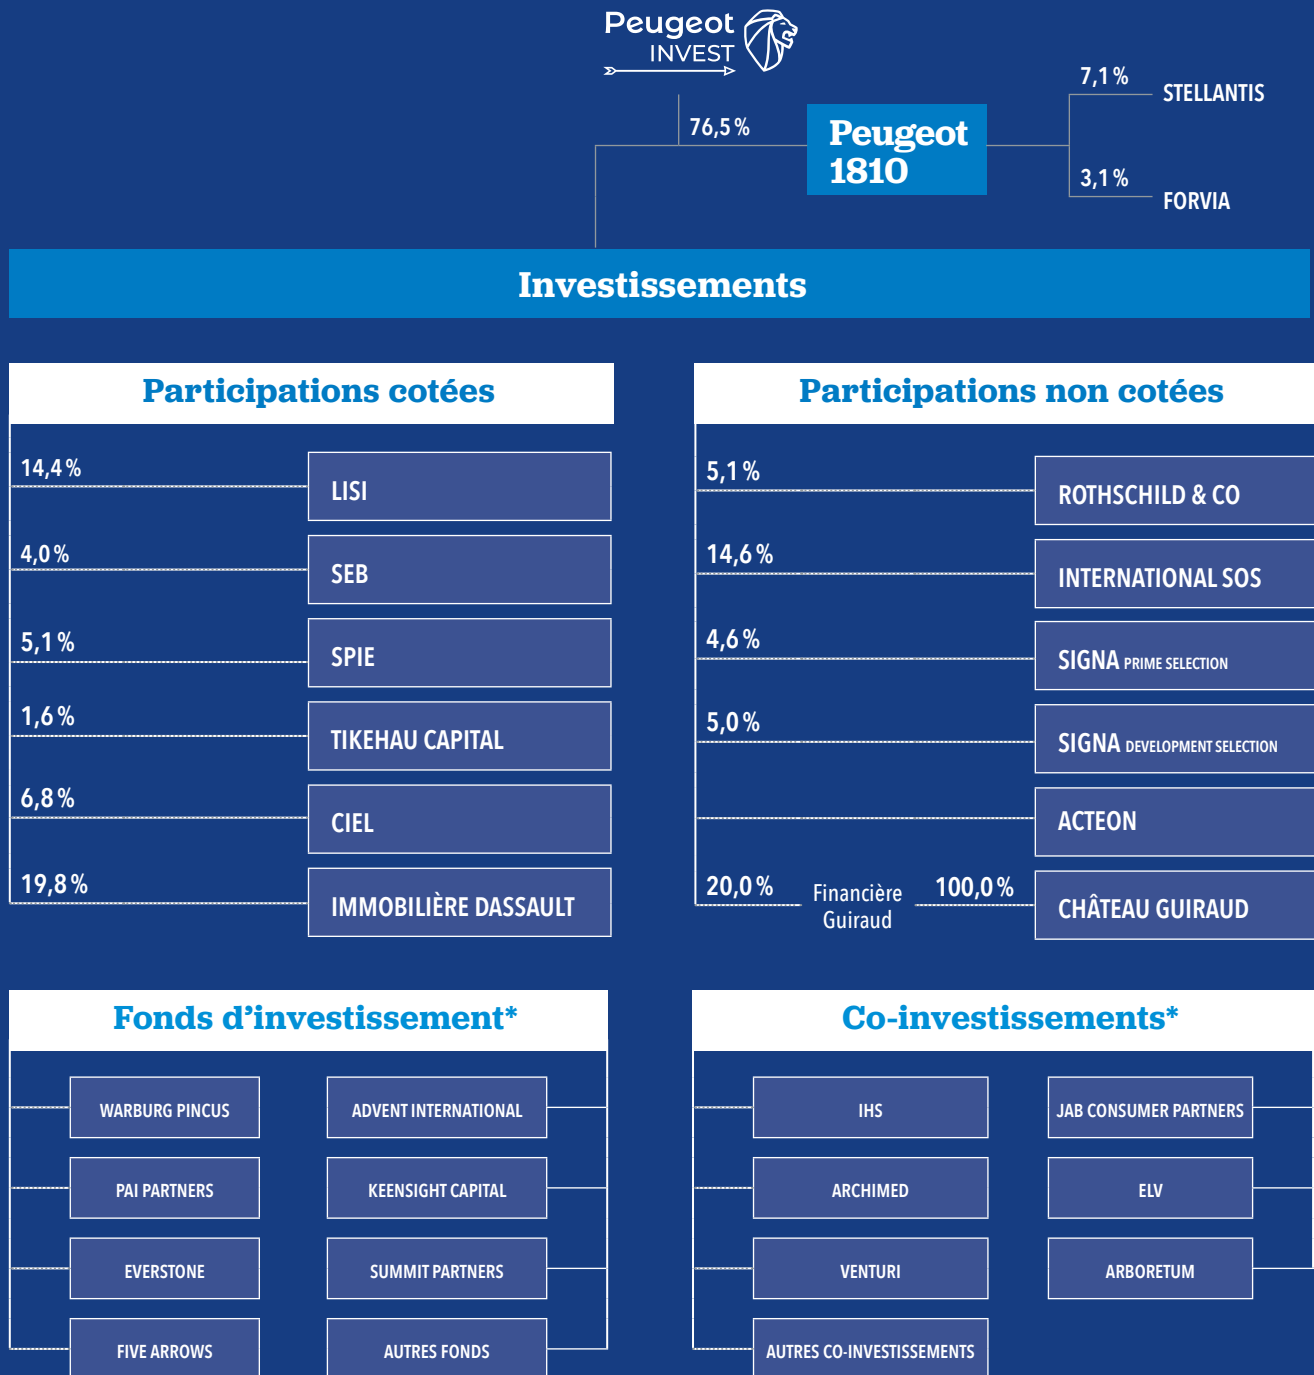 Peugeot
INVEST
76,5 %
Peugeot
1810
7,1 %
STELLANTIS
3,1 %
FORVIA
Investissements
Participations cotées
14,4 %
LISI
4,0 %
SEB
5,1 %
SPIE
1,6 %
TIKEHAU CAPITAL
6,8 %
CIEL
19,8 %
IMMOBILIÈRE DASSAULT
Participations non cotées
5,1 %
ROTHSCHILD & CO
14,6 %
INTERNATIONAL SOS
4,6 %
SIGNA PRIME SELECTION
5,0 %
SIGNA DEVELOPMENT SELECTION
ACTEON
20,0 %
Financière
Guiraud
100,0 %
CHÂTEAU GUIRAUD
Fonds d’investissement*
WARBURG PINCUS
ADVENT INTERNATIONAL
PAI PARTNERS
KEENSIGHT CAPITAL
EVERSTONE
SUMMIT PARTNERS
FIVE ARROWS
AUTRES FONDS
Co-investissements*
IHS
JAB CONSUMER PARTNERS
ARCHIMED
ELV
VENTURI
ARBORETUM
AUTRES CO-INVESTISSEMENTS